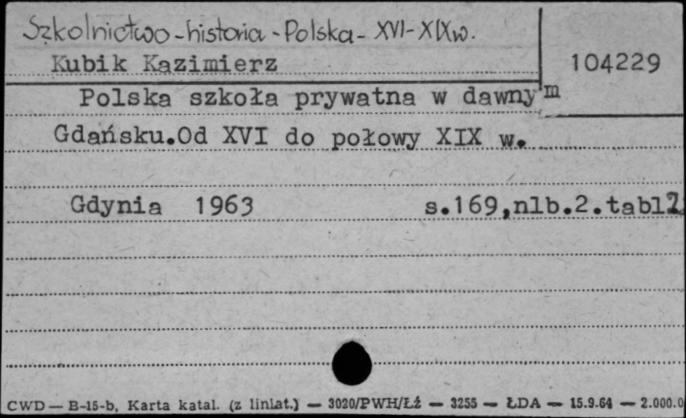 Szkolnictwo - historia - Polska - XVI - XIX w.
Kubik Kazimierz
104229
Polska szkoła prywatna w dawnym
Gdańsku.Od XVI do połowy XIX w.
Gdynia 1963 s.169,nlb.2.tabl2
CWD — B-15-b, Karta katal. (z liniat.) — 3020/PWH/Łź — 3255 — ŁDA — 15.9.64 — 2.000.0